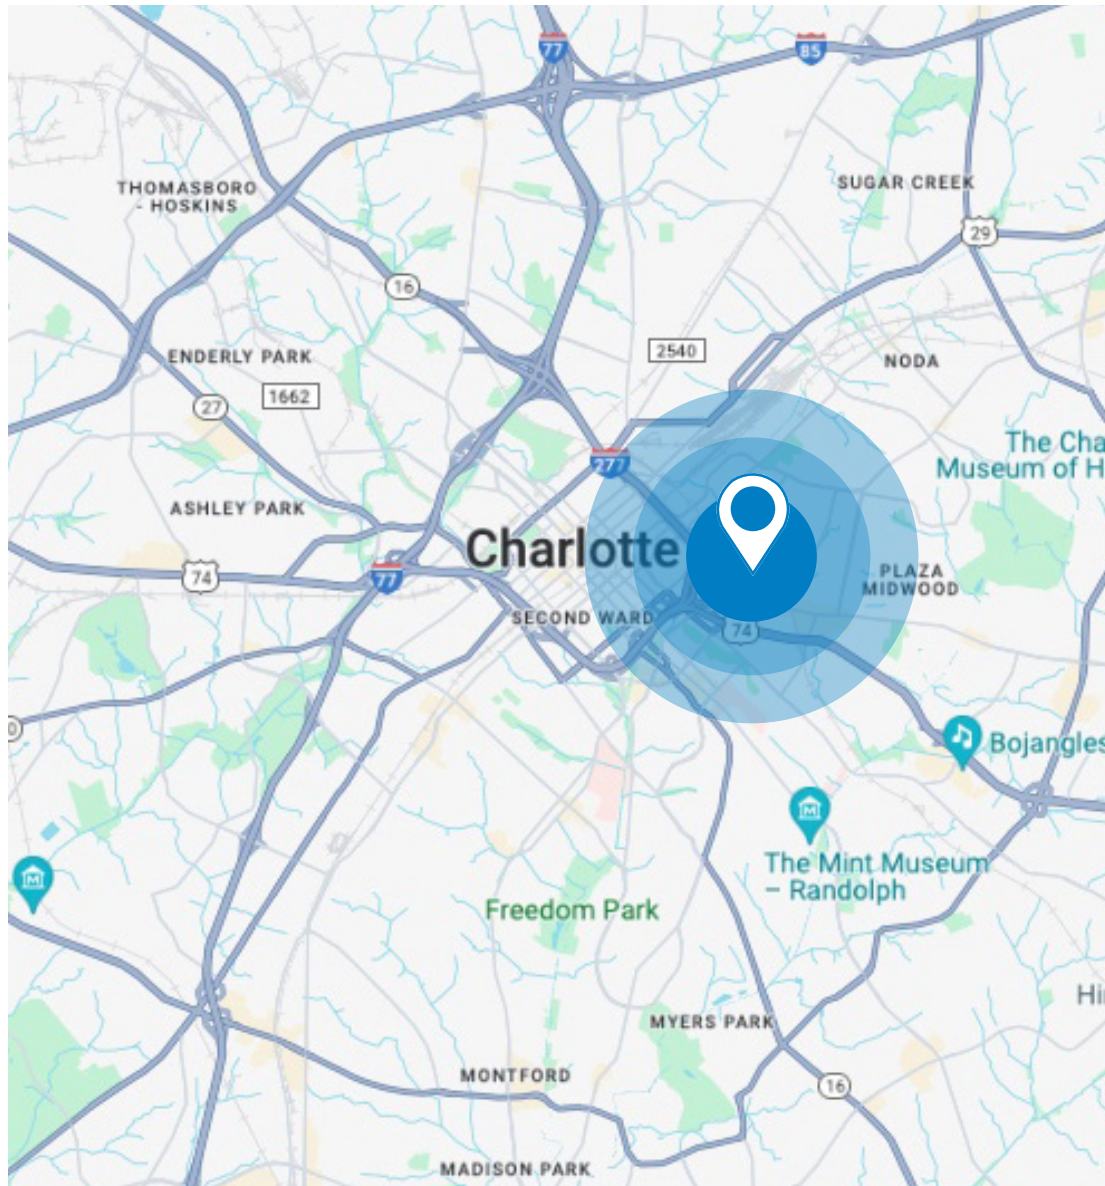 77
85
THOMASBORO
- HOSKINS
SUGAR CREEK
29
16
2540
ENDERLY PARK
NODA
1662
27
The Cha
Museum of H
277
ASHLEY PARK
Charlotte
74
77
PLAZA
MIDWOOD
SECOND WARD
74
0
Bojangles
The Mint Museum
– Randolph
Freedom Park
Hi
MYERS PARK
MONTFORD
16
MADISON PARK